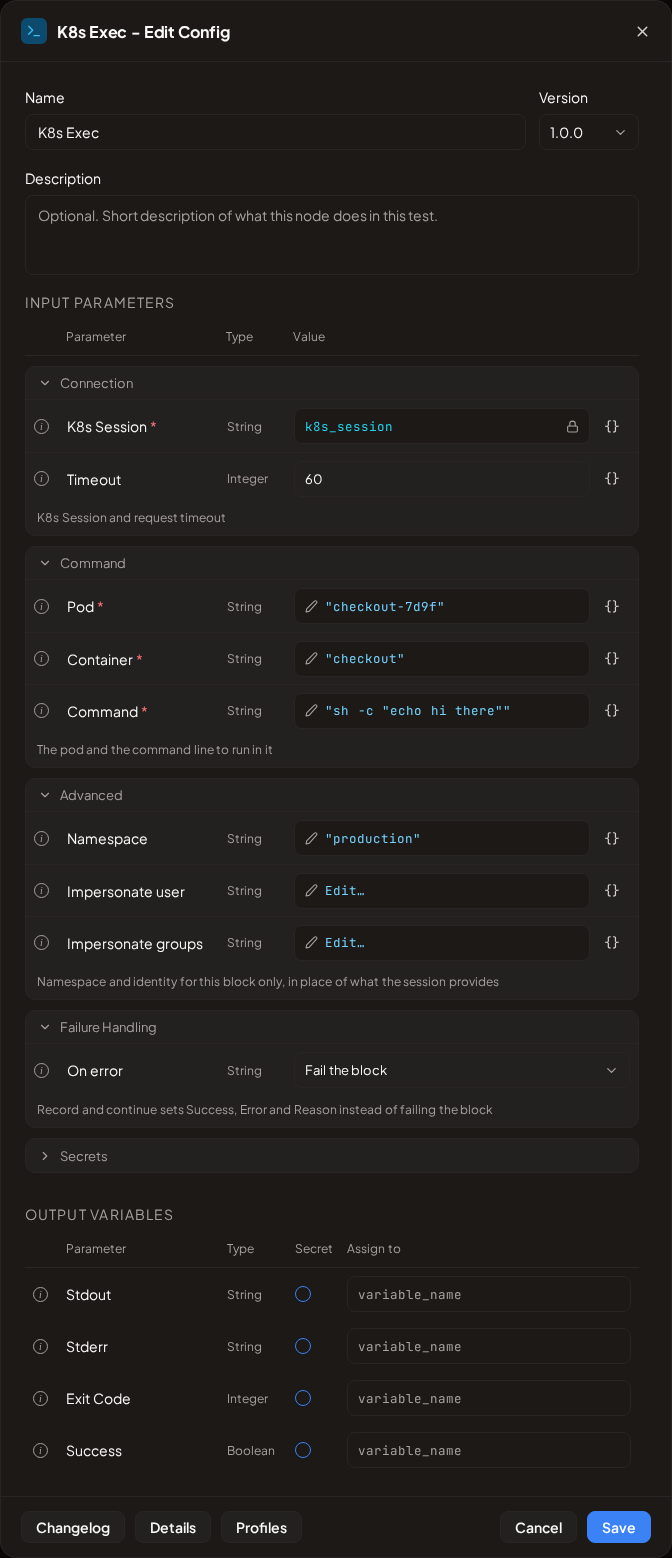 K8s Exec – Edit Config
Name
Version
K8s Exec
1.0.0
Description
Optional. Short description of what this node does in this test.
INPUT PARAMETERS
Parameter Type Value
Connection
K8s Session * String k8s_session {}
Timeout Integer 60 {}
K8s Session and request timeout
Command
Pod * String "checkout-7d9f" {}
Container * String "checkout" {}
Command * String "sh -c "echo hi there"" {}
The pod and the command line to run in it
Advanced
Namespace String "production" {}
Impersonate user String Edit… {}
Impersonate groups String Edit… {}
Namespace and identity for this block only, in place of what the session provides
Failure Handling
On error String Fail the block
Record and continue sets Success, Error and Reason instead of failing the block
Secrets
OUTPUT VARIABLES
Parameter Type Secret Assign to
Stdout String variable_name
Stderr String variable_name
Exit Code Integer variable_name
Success Boolean variable_name
Changelog Details Profiles Cancel Save